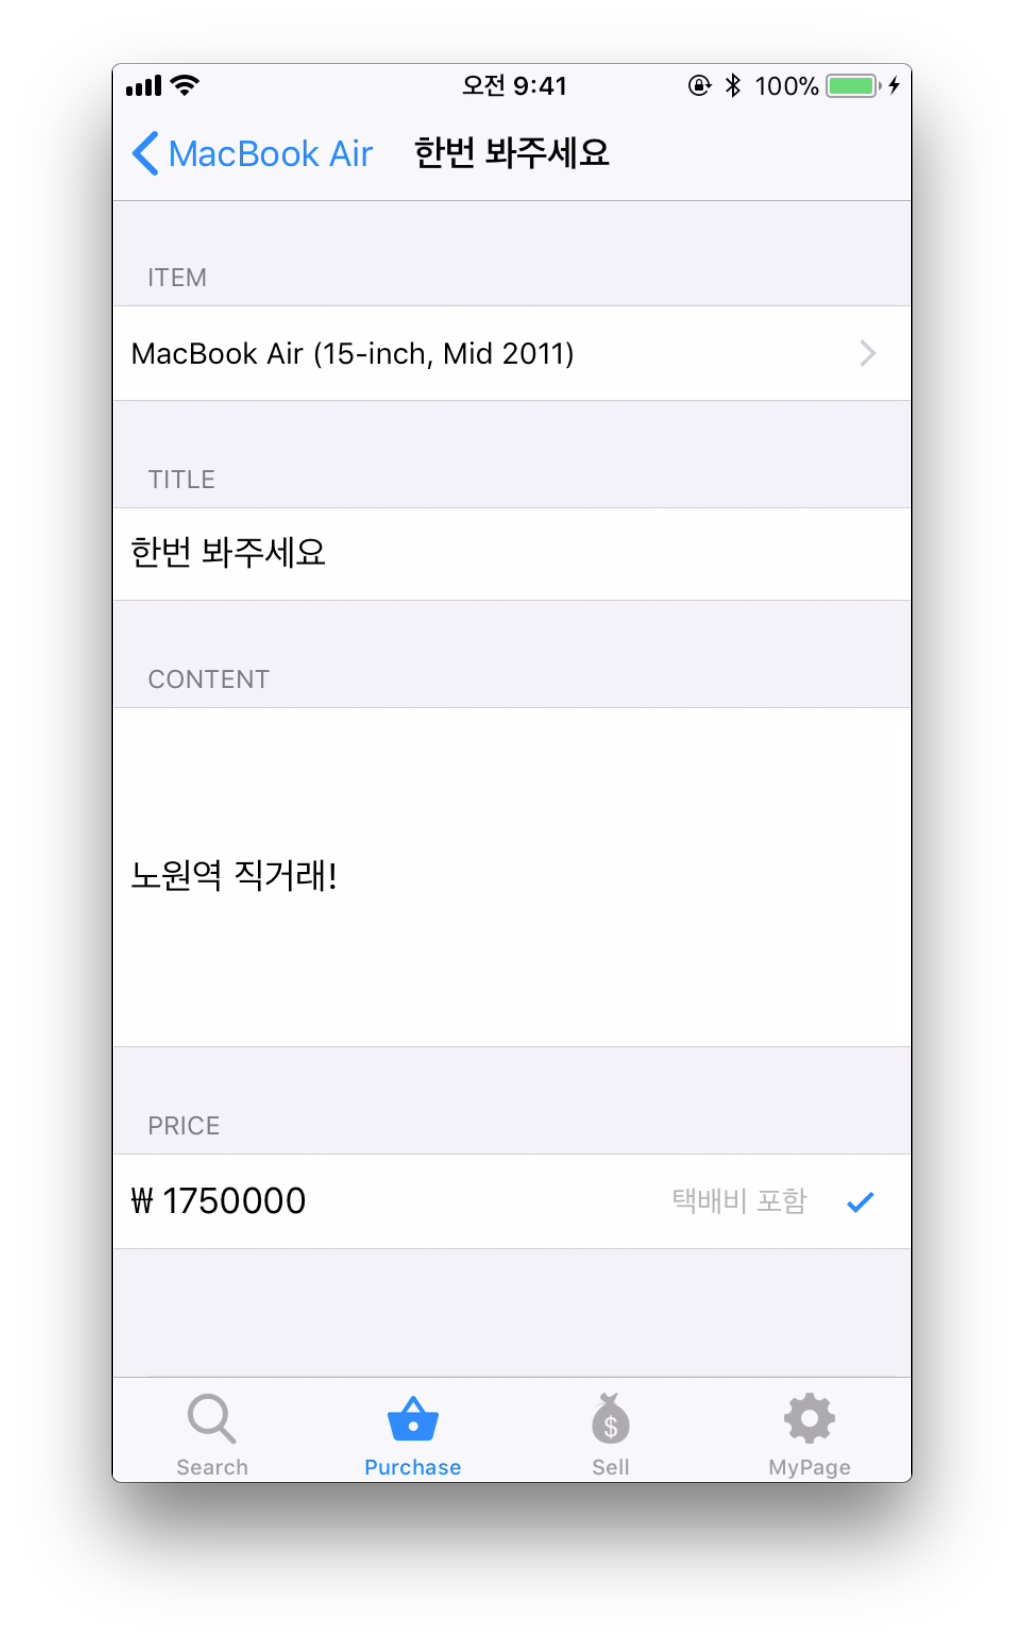 오전 9:41
100%
MacBook Air 한번 봐주세요
ITEM
MacBook Air (15-inch, Mid 2011)
TITLE
한번 봐주세요
CONTENT
노원역 직거래!
PRICE
₩ 1750000 택배비 포함
$
Search Purchase Sell MyPage